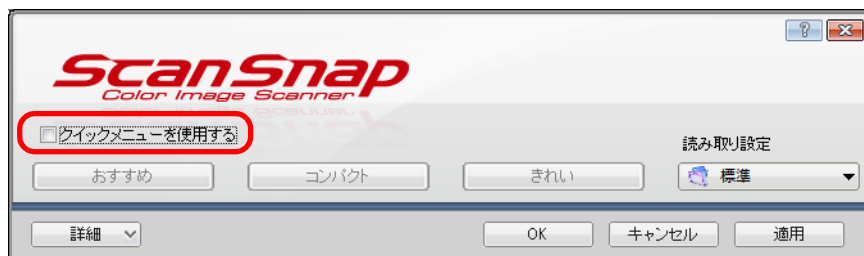 ScanSnap
Color Image Scanner
クイックメニューを使用する
読み取り設定
おすすめ
コンパクト
きれい
標準
詳細
OK
キャンセル
適用